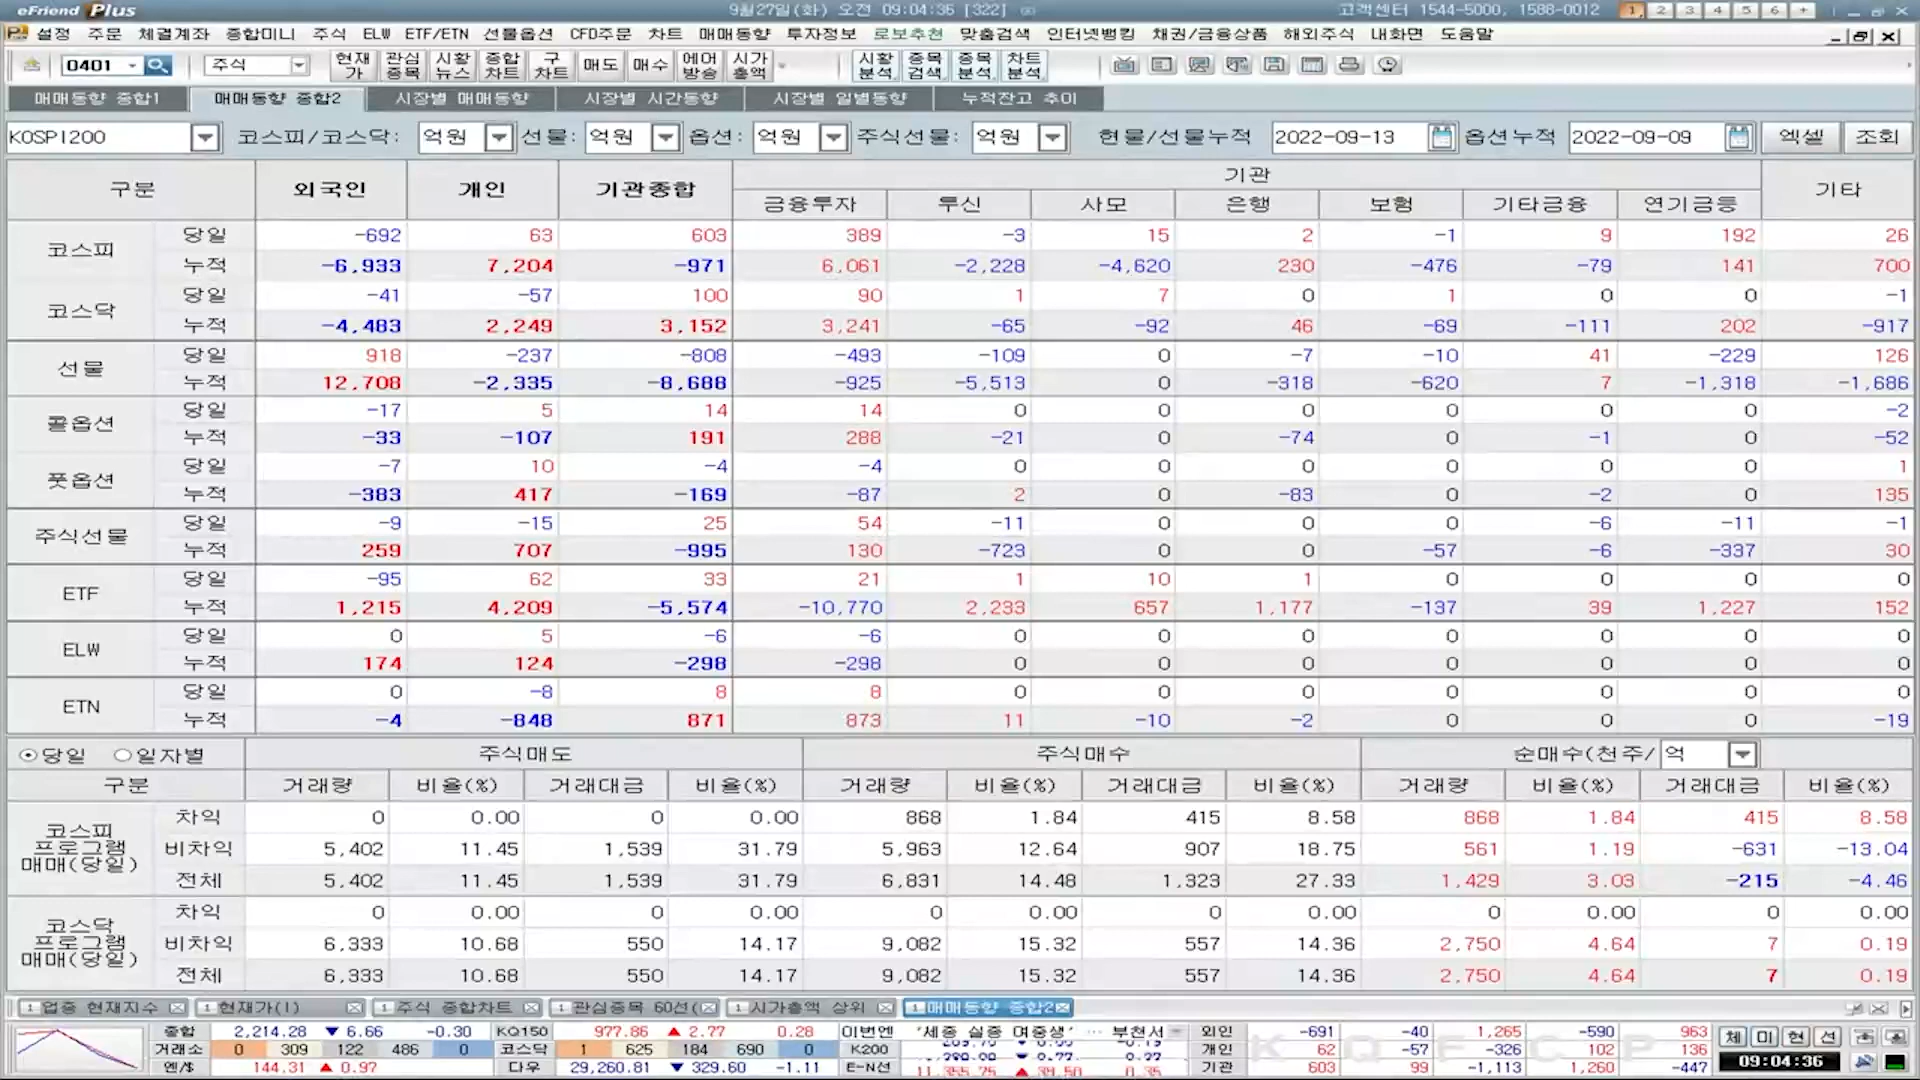 eFriend Plus 9월27일(화) 오전 09:04:36 [322] 고객센터 1544-5000, 1588-0012 1 2 3 4 5 6 +
설정 주문 체결계좌 종합미니 주식 ELW ETF/ETN 선물옵션 CFD주문 차트 매매동향 투자정보 로보추천 맞춤검색 인터넷뱅킹 채권/금융상품 해외주식 내화면 도움말
0401 주식 현재가 관심종목 시황뉴스 종합차트 구차트 매도 매수 에어방송 시가총액 시황분석 종목검색 종목분석 차트분석
매매동향 종합1 매매동향 종합2 시장별 매매동향 시장별 시간동향 시장별 일별동향 누적잔고 추이
KOSPI200 코스피/코스닥: 억원 선물: 억원 옵션: 억원 주식선물: 억원 현물/선물누적 2022-09-13 옵션누적 2022-09-09 엑셀 조회
구분 외국인 개인 기관종합 기관 기타
금융투자 투신 사모 은행 보험 기타금융 연기금등
코스피 당일 -692 63 603 389 -3 15 2 -1 9 192 26
누적 -6,933 7,204 -971 6,061 -2,228 -4,620 230 -476 -79 141 700
코스닥 당일 -41 -57 100 90 1 7 0 1 0 0 -1
누적 -4,483 2,249 3,152 3,241 -65 -92 46 -69 -111 202 -917
선물 당일 918 -237 -808 -493 -109 0 -7 -10 41 -229 126
누적 12,708 -2,335 -8,688 -925 -5,513 0 -318 -620 7 -1,318 -1,686
콜옵션 당일 -17 5 14 14 0 0 0 0 0 0 -2
누적 -33 -107 191 288 -21 0 -74 0 -1 0 -52
풋옵션 당일 -7 10 -4 -4 0 0 0 0 0 0 1
누적 -383 417 -169 -87 2 0 -83 0 -2 0 135
주식선물 당일 -9 -15 25 54 -11 0 0 0 -6 -11 -1
누적 259 707 -995 130 -723 0 0 -57 -6 -337 30
ETF 당일 -95 62 33 21 1 10 1 0 0 0 0
누적 1,215 4,209 -5,574 -10,770 2,233 657 1,177 -137 39 1,227 152
ELW 당일 0 5 -6 -6 0 0 0 0 0 0 0
누적 174 124 -298 -298 0 0 0 0 0 0 0
ETN 당일 0 -8 8 8 0 0 0 0 0 0 0
누적 -4 -848 871 873 11 -10 -2 0 0 0 -19
당일 일자별 주식매도 주식매수 순매수(천주/ 억
구분 거래량 비율(%) 거래대금 비율(%) 거래량 비율(%) 거래대금 비율(%) 거래량 비율(%) 거래대금 비율(%)
코스피 프로그램 매매(당일) 차익 0 0.00 0 0.00 868 1.84 415 8.58 868 1.84 415 8.58
비차익 5,402 11.45 1,539 31.79 5,963 12.64 907 18.75 561 1.19 -631 -13.04
전체 5,402 11.45 1,539 31.79 6,831 14.48 1,323 27.33 1,429 3.03 -215 -4.46
코스닥 프로그램 매매(당일) 차익 0 0.00 0 0.00 0 0.00 0 0.00 0 0.00 0 0.00
비차익 6,333 10.68 550 14.17 9,082 15.32 557 14.36 2,750 4.64 7 0.19
전체 6,333 10.68 550 14.17 9,082 15.32 557 14.36 2,750 4.64 7 0.19
1 업종 현재지수 1 현재가(1) 1 주식 종합차트 1 관심종목 60선( 1 시가총액 상위 1 매매동향 종합2
종합 2,214.28 ▼ 6.66 -0.30 KQ150 977.86 ▲ 2.77 0.28 이번엔 '세종 실종 여중생' … 부천서 외인 -691 -40 1,265 -590 963 체 미 현 선
거래소 0 309 122 486 0 코스닥 1 625 184 690 0 K200 개인 62 -57 -326 102 136
엔/$ 144.31 ▲ 0.97 다우 29,260.81 ▼ 329.60 -1.11 E-N선 기관 603 99 -1,113 1,260 -447 09:04:36